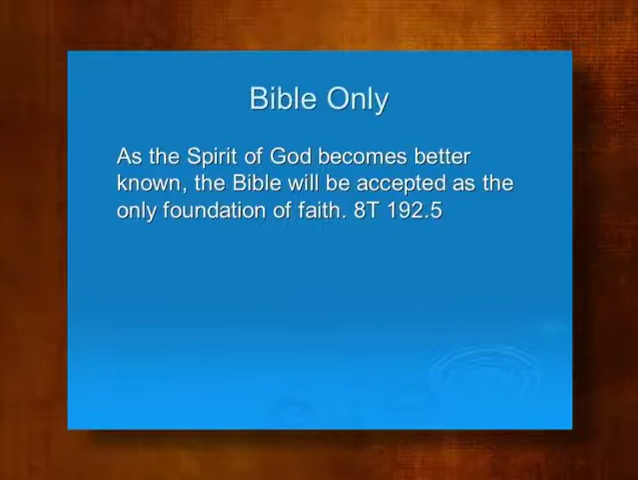 Bible Only
As the Spirit of God becomes better
known, the Bible will be accepted as the
only foundation of faith. 8T 192.5